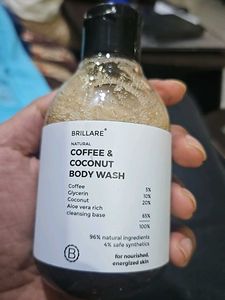 BRILLARE
NATURAL
COFFEE &
COCONUT
BODY WASH
Coffee 5%
Glycerin 10%
Coconut 20%
Aloe vera rich
cleansing base 65%
100%
96% natural ingredients
4% safe synthetics
for nourished,
energized skin
B